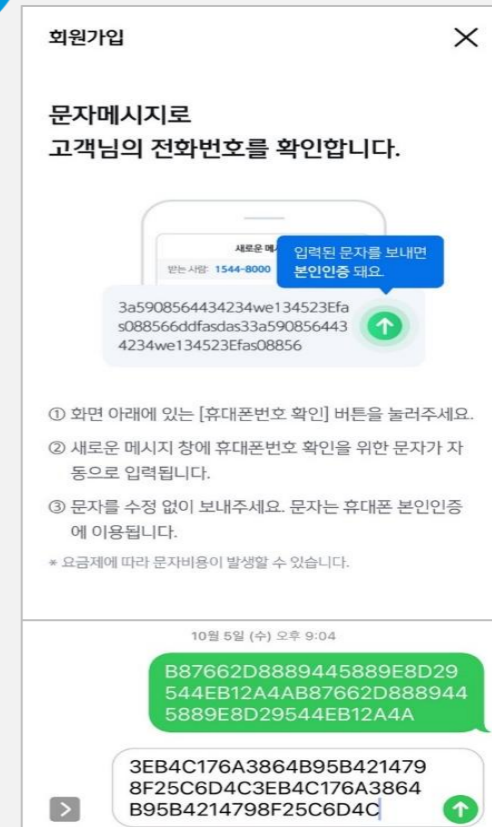 회원가입
문자메시지로
고객님의 전화번호를 확인합니다.
새로운 메
입력된 문자를 보내면
본인인증 돼요.
받는 사람: 1544-8000
3a5908564434234we134523Efa
s088566ddfasdas33a590856443
4234we134523Efas08856
① 화면 아래에 있는 [휴대폰번호 확인] 버튼을 눌러주세요.
② 새로운 메시지 창에 휴대폰번호 확인을 위한 문자가 자
동으로 입력됩니다.
③ 문자를 수정 없이 보내주세요. 문자는 휴대폰 본인인증
에 이용됩니다.
* 요금제에 따라 문자비용이 발생할 수 있습니다.
10월 5일 (수) 오후 9:04
B87662D8889445889E8D29
544EB12A4AB87662D888944
5889E8D29544EB12A4A
3EB4C176A3864B95B421479
8F25C6D4C3EB4C176A3864
B95B4214798F25C6D4C